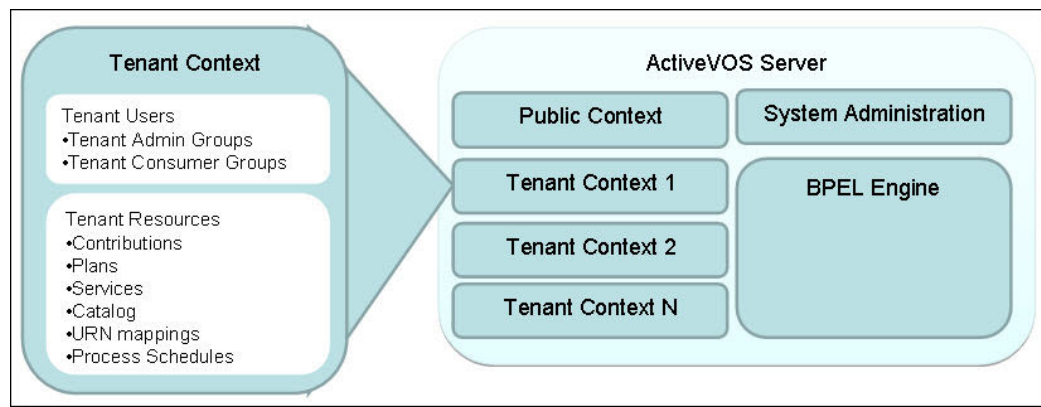 Tenant Context
Tenant Users
•Tenant Admin Groups
•Tenant Consumer Groups
Tenant Resources
•Contributions
•Plans
•Services
•Catalog
•URN mappings
•Process Schedules
ActiveVOS Server
Public Context
System Administration
Tenant Context 1
BPEL Engine
Tenant Context 2
Tenant Context N